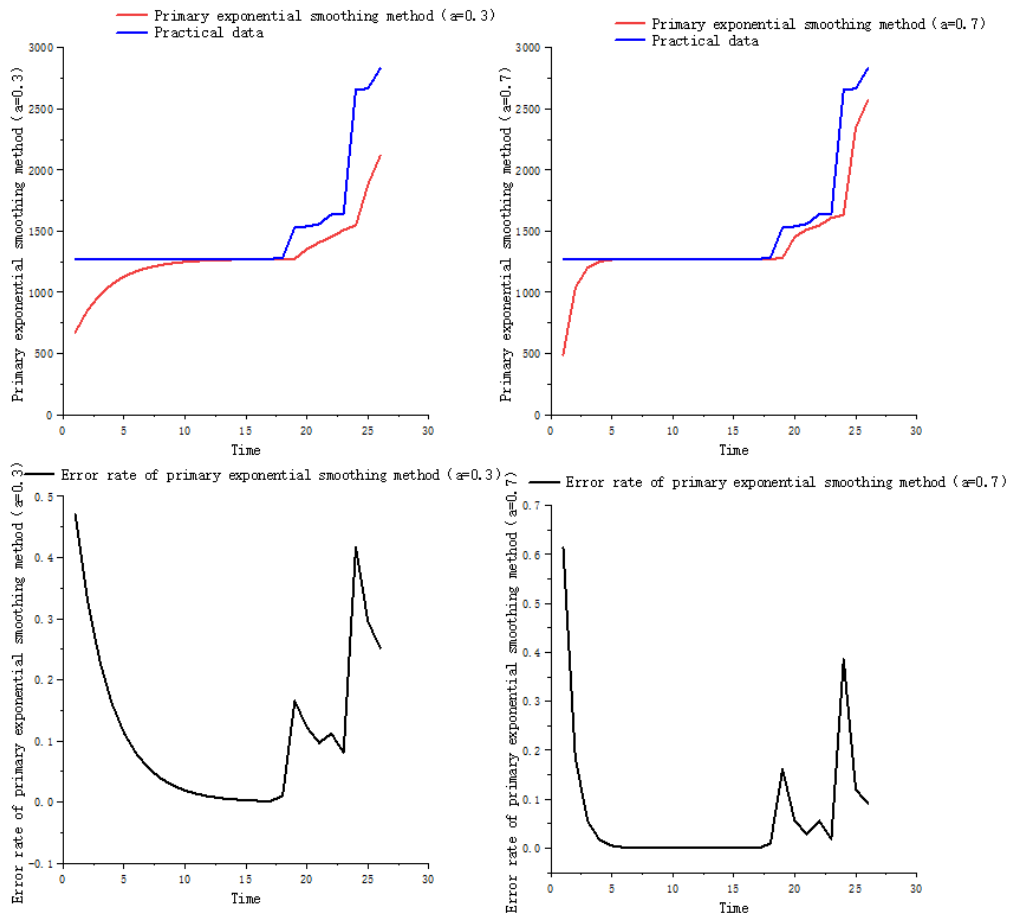 Primary exponential smoothing method (a=0.3)
Practical data
Primary exponential smoothing method (a=0.3)
3000
2500
2000
1500
1000
500
0
0 5 10 15 20 25 30
Time
Primary exponential smoothing method (a=0.7)
Practical data
Primary exponential smoothing method (a=0.7)
3000
2500
2000
1500
1000
500
0
0 5 10 15 20 25 30
Time
Error rate of primary exponential smoothing method (a=0.3)
Error rate of primary exponential smoothing method (a=0.3)
0.5
0.4
0.3
0.2
0.1
0.0
-0.1
0 5 10 15 20 25 30
Time
Error rate of primary exponential smoothing method (a=0.7)
Error rate of primary exponential smoothing method (a=0.7)
0.7
0.6
0.5
0.4
0.3
0.2
0.1
0.0
0 5 10 15 20 25 30
Time